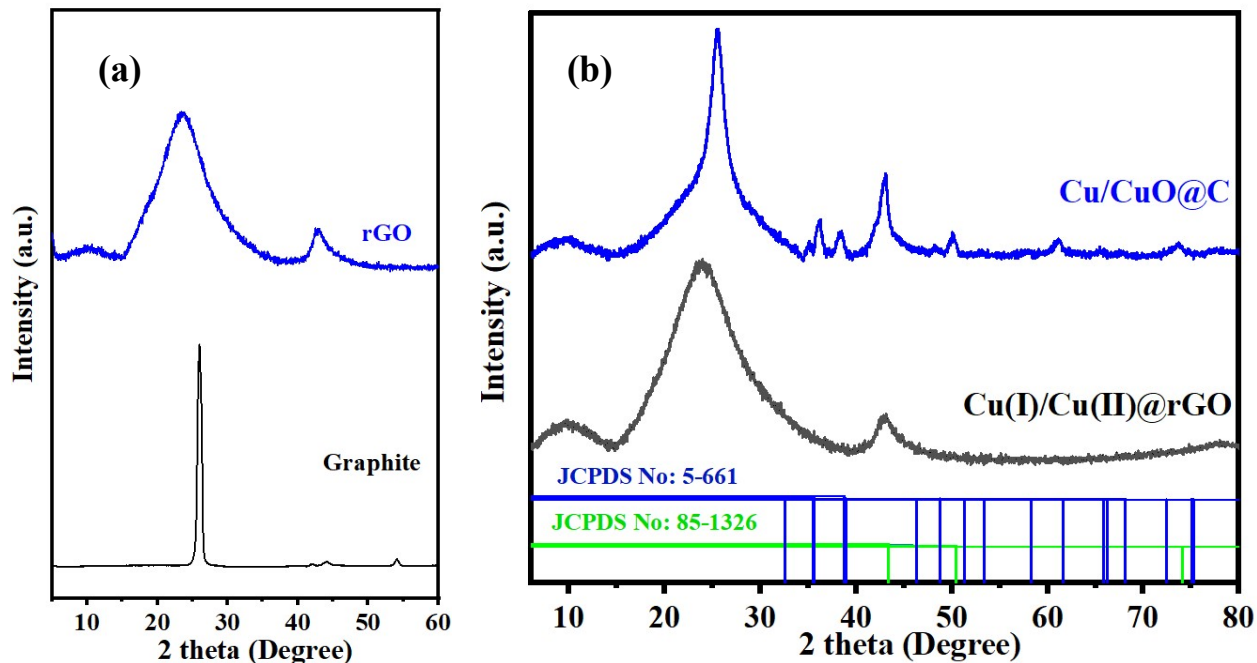 (a)
rGO
Graphite
Intensity (a.u.)
10 20 30 40 50 60
2 theta (Degree)
(b)
Cu/CuO@C
Cu(I)/Cu(II)@rGO
JCPDS No: 5-661
JCPDS No: 85-1326
Intensity (a.u.)
10 20 30 40 50 60 70 80
2 theta (Degree)